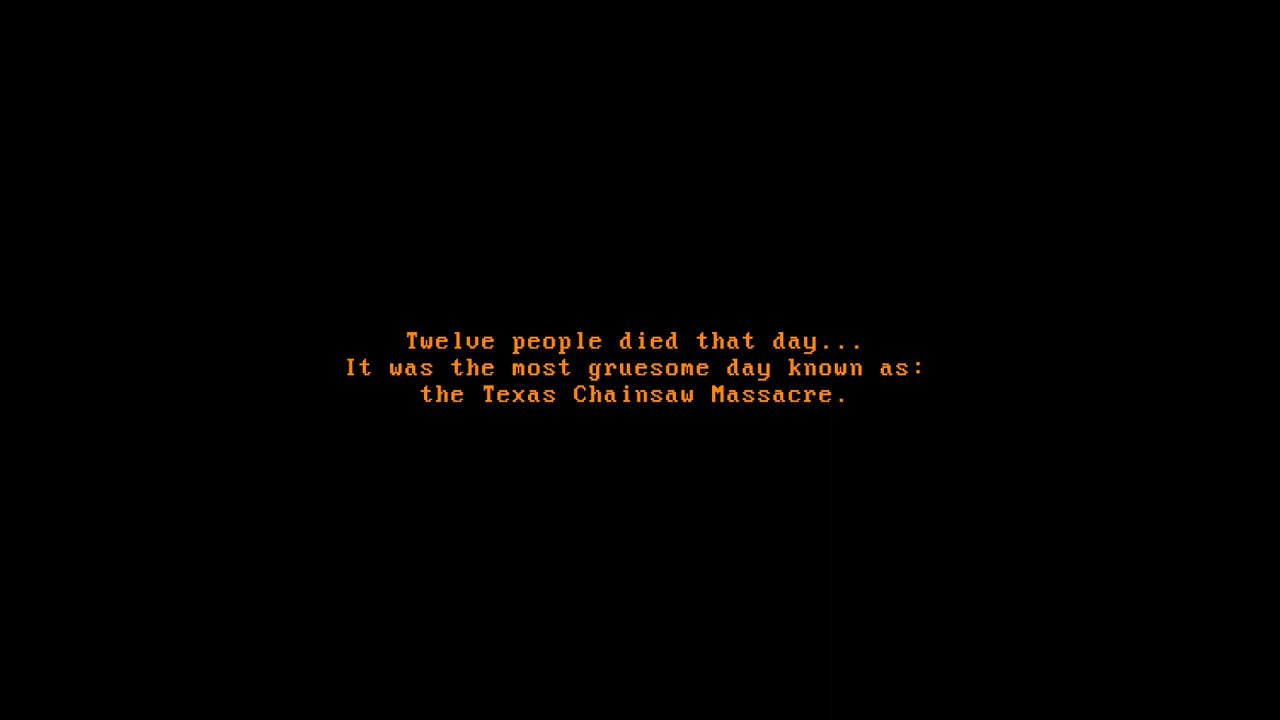 Twelve people died that day...
It was the most gruesome day known as:
the Texas Chainsaw Massacre.